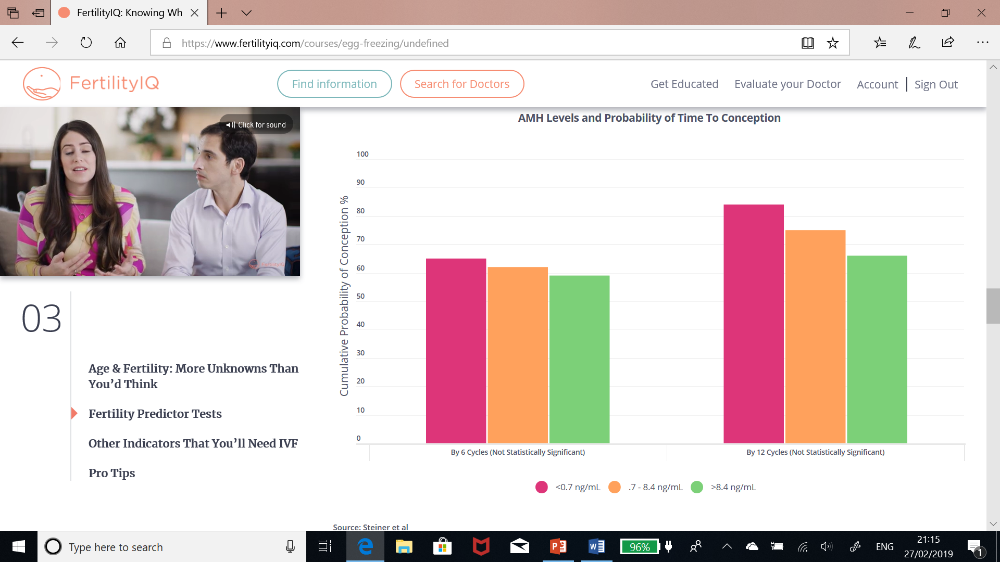 FertilityIQ: Knowing Wh
https://www.fertilityiq.com/courses/egg-freezing/undefined
FertilityIQ
Find information
Search for Doctors
Get Educated
Evaluate your Doctor
Account
Sign Out
Click for sound
FertilityIQ
03
Age & Fertility: More Unknowns Than
You’d Think
Fertility Predictor Tests
Other Indicators That You’ll Need IVF
Pro Tips
AMH Levels and Probability of Time To Conception
Cumulative Probability of Conception %
100
90
80
70
60
50
40
30
20
10
0
By 6 Cycles (Not Statistically Significant)
By 12 Cycles (Not Statistically Significant)
<0.7 ng/mL
.7 - 8.4 ng/mL
>8.4 ng/mL
Source: Steiner et al
Type here to search
96%
ENG
21:15
27/02/2019
1